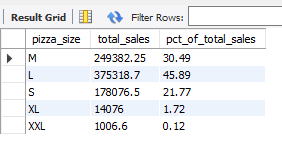 Result Grid Filter Rows:
pizza_size total_sales pct_of_total_sales
M 249382.25 30.49
L 375318.7 45.89
S 178076.5 21.77
XL 14076 1.72
XXL 1006.6 0.12